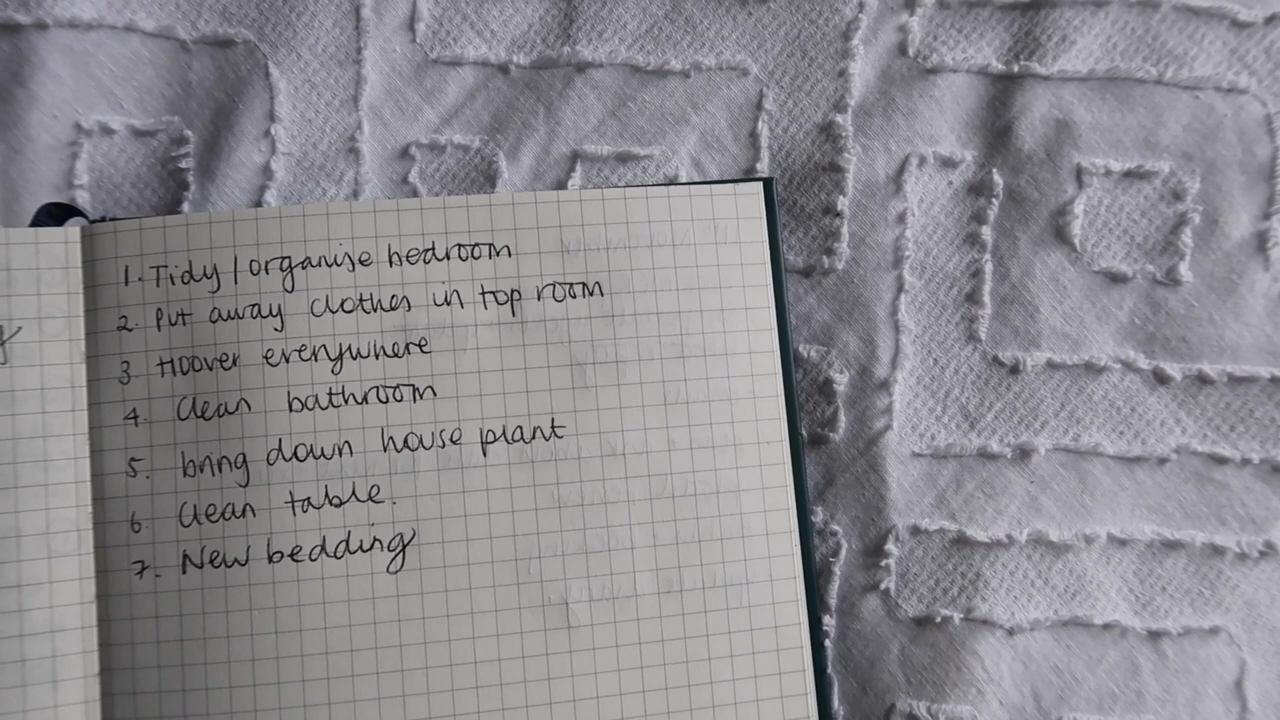 1. Tidy / organise bedroom
2. Put away clothes in top room
3 Hoover everywhere
4. Clean bathroom
5. bring down house plant
6. Clean table.
7. New bedding